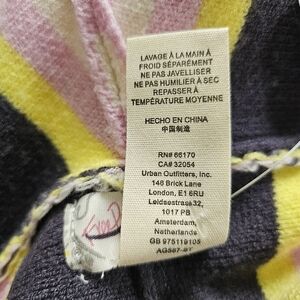 LAVAGE À LA MAIN À
FROID SÉPARÉMENT
NE PAS JAVELLISER
NE PAS HUMILIER À SEC
REPASSER À
TEMPÉRATURE MOYENNE
HECHO EN CHINA
中国制造
RN# 66170
CA# 32054
Urban Outfitters, Inc.
146 Brick Lane
London, E1 6RU
Leidsestraat 32,
1017 PB
Amsterdam,
Netherlands
GB 975119105